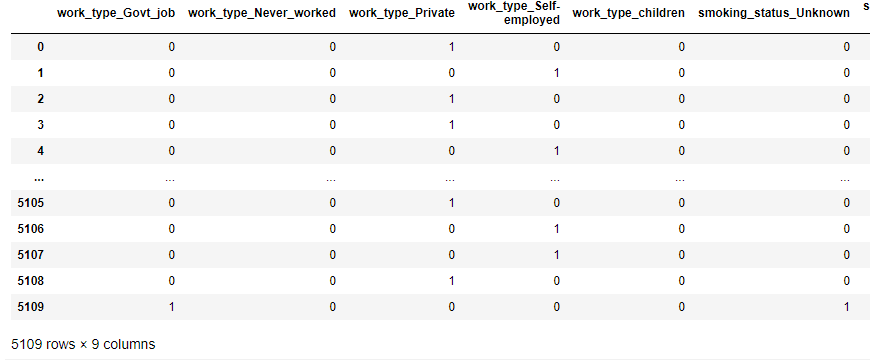 work_type_Govt_job work_type_Never_worked work_type_Private work_type_Self-employed work_type_children smoking_status_Unknown s
0 0 0 1 0 0 0
1 0 0 0 1 0 0
2 0 0 1 0 0 0
3 0 0 1 0 0 0
4 0 0 0 1 0 0
... ... ... ... ... ... ...
5105 0 0 1 0 0 0
5106 0 0 0 1 0 0
5107 0 0 0 1 0 0
5108 0 0 1 0 0 0
5109 1 0 0 0 0 1
5109 rows × 9 columns